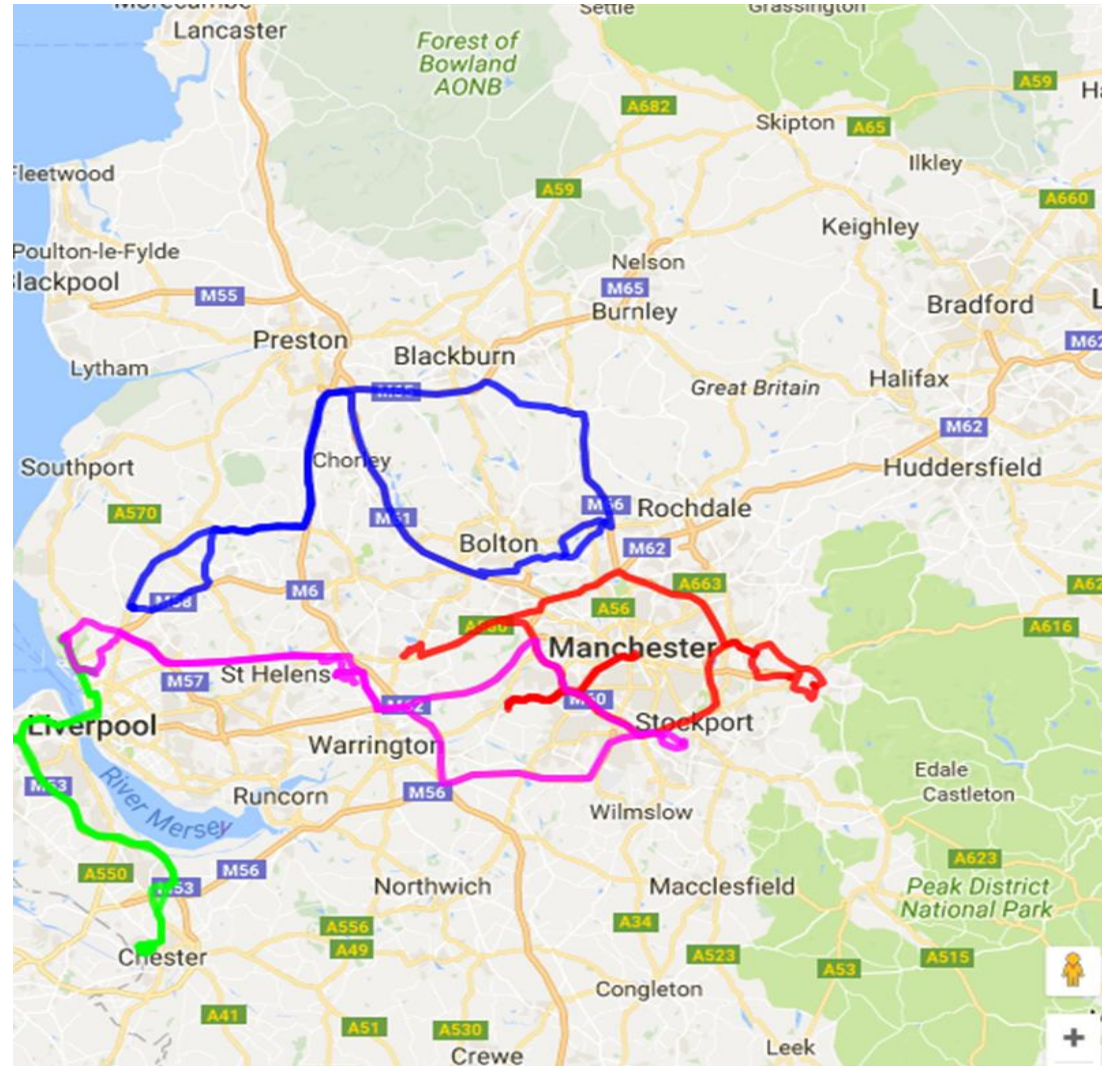 Settle
Grassington
Lancaster
Forest of
Bowland
AONB
A59
A682
Skipton
A65
Ilkley
Fleetwood
A59
A660
Keighley
Poulton-le-Fylde
Nelson
lackpool
M55
M65
Burnley
Bradford
Preston
Blackburn
M62
Lytham
Great Britain
Halifax
M65
M62
Southport
Chorley
Huddersfield
A570
M61
M66
Rochdale
Bolton
M62
M6
M58
A663
A56
A580
A616
Manchester
St Helens
M57
M62
M60
Liverpool
Stockport
Warrington
M53
River Mersey
Runcorn
M56
Edale
Castleton
Wilmslow
M56
A550
M53
Northwich
Macclesfield
A623
Peak District
National Park
A556
A49
A34
Chester
A523
A53
A515
Congleton
A41
A51
A530
Crewe
Leek
+